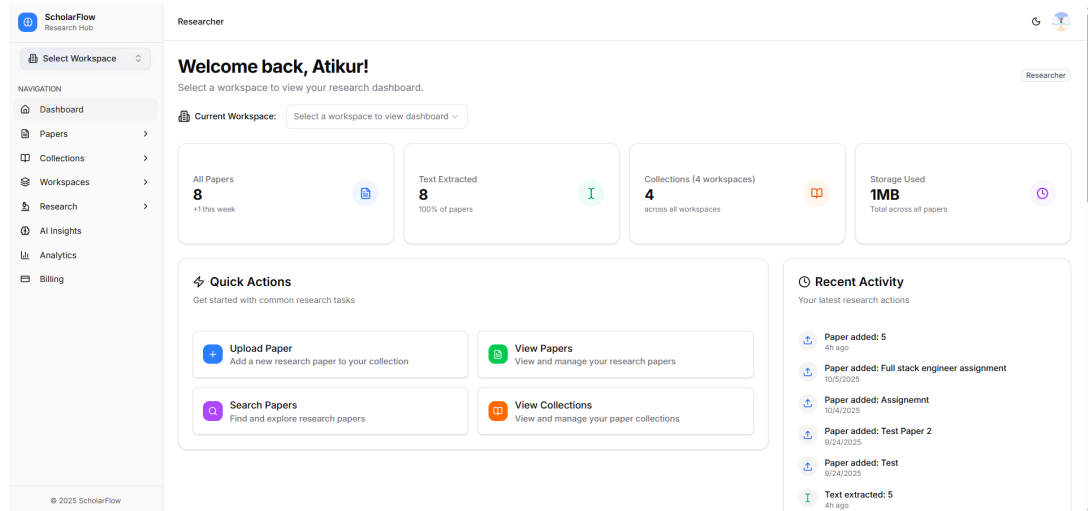 ScholarFlow
Research Hub
Select Workspace
NAVIGATION
Dashboard
Papers
Collections
Workspaces
Research
AI Insights
Analytics
Billing
© 2025 ScholarFlow
Researcher
Welcome back, Atikur!
Select a workspace to view your research dashboard.
Researcher
Current Workspace:
Select a workspace to view dashboard
All Papers
8
+1 this week
Text Extracted
8
100% of papers
Collections (4 workspaces)
4
across all workspaces
Storage Used
1MB
Total across all papers
Quick Actions
Get started with common research tasks
Upload Paper
Add a new research paper to your collection
View Papers
View and manage your research papers
Search Papers
Find and explore research papers
View Collections
View and manage your paper collections
Recent Activity
Your latest research actions
Paper added: 5
4h ago
Paper added: Full stack engineer assignment
10/5/2025
Paper added: Assignemnt
10/4/2025
Paper added: Test Paper 2
9/24/2025
Paper added: Test
9/24/2025
Text extracted: 5
4h ago